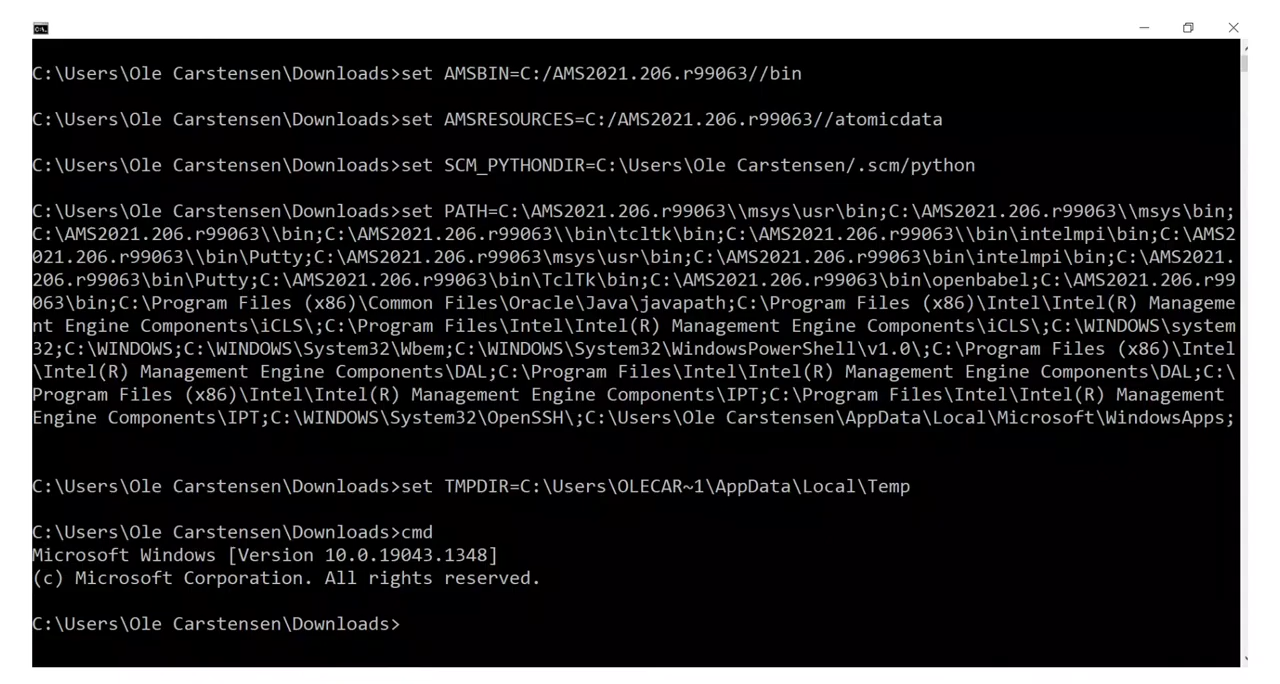 C:\Users\Ole Carstensen\Downloads>set AMSBIN=C:/AMS2021.206.r99063//bin
C:\Users\Ole Carstensen\Downloads>set AMSRESOURCES=C:/AMS2021.206.r99063//atomicdata
C:\Users\Ole Carstensen\Downloads>set SCM_PYTHONDIR=C:\Users\Ole Carstensen/.scm/python
C:\Users\Ole Carstensen\Downloads>set PATH=C:\AMS2021.206.r99063\\msys\usr\bin;C:\AMS2021.206.r99063\\msys\bin;
C:\AMS2021.206.r99063\\bin;C:\AMS2021.206.r99063\\bin\tcltk\bin;C:\AMS2021.206.r99063\\bin\intelmpi\bin;C:\AMS2
021.206.r99063\\bin\Putty;C:\AMS2021.206.r99063\msys\usr\bin;C:\AMS2021.206.r99063\bin\intelmpi\bin;C:\AMS2021.
206.r99063\bin\Putty;C:\AMS2021.206.r99063\bin\TclTk\bin;C:\AMS2021.206.r99063\bin\openbabel;C:\AMS2021.206.r99
063\bin;C:\Program Files (x86)\Common Files\Oracle\Java\javapath;C:\Program Files (x86)\Intel\Intel(R) Manageme
nt Engine Components\iCLS\;C:\Program Files\Intel\Intel(R) Management Engine Components\iCLS\;C:\WINDOWS\system
32;C:\WINDOWS;C:\WINDOWS\System32\Wbem;C:\WINDOWS\System32\WindowsPowerShell\v1.0\;C:\Program Files (x86)\Intel
\Intel(R) Management Engine Components\DAL;C:\Program Files\Intel\Intel(R) Management Engine Components\DAL;C:\
Program Files (x86)\Intel\Intel(R) Management Engine Components\IPT;C:\Program Files\Intel\Intel(R) Management
Engine Components\IPT;C:\WINDOWS\System32\OpenSSH\;C:\Users\Ole Carstensen\AppData\Local\Microsoft\WindowsApps;
C:\Users\Ole Carstensen\Downloads>set TMPDIR=C:\Users\OLECAR~1\AppData\Local\Temp
C:\Users\Ole Carstensen\Downloads>cmd
Microsoft Windows [Version 10.0.19043.1348]
(c) Microsoft Corporation. All rights reserved.
C:\Users\Ole Carstensen\Downloads>